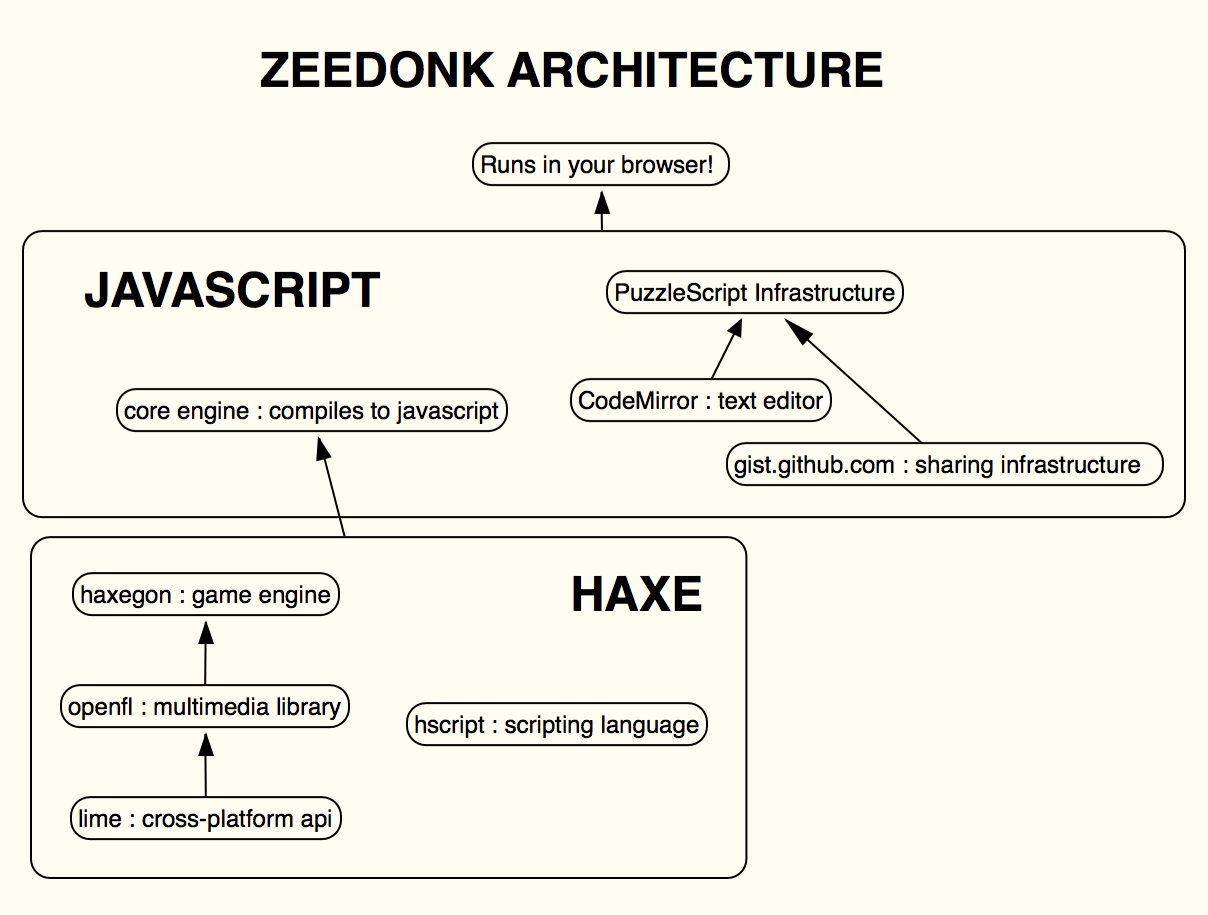 ZEEDONK ARCHITECTURE
Runs in your browser!
JAVASCRIPT
PuzzleScript Infrastructure
core engine : compiles to javascript
CodeMirror : text editor
gist.github.com : sharing infrastructure
HAXE
haxegon : game engine
openfl : multimedia library
hscript : scripting language
lime : cross-platform api